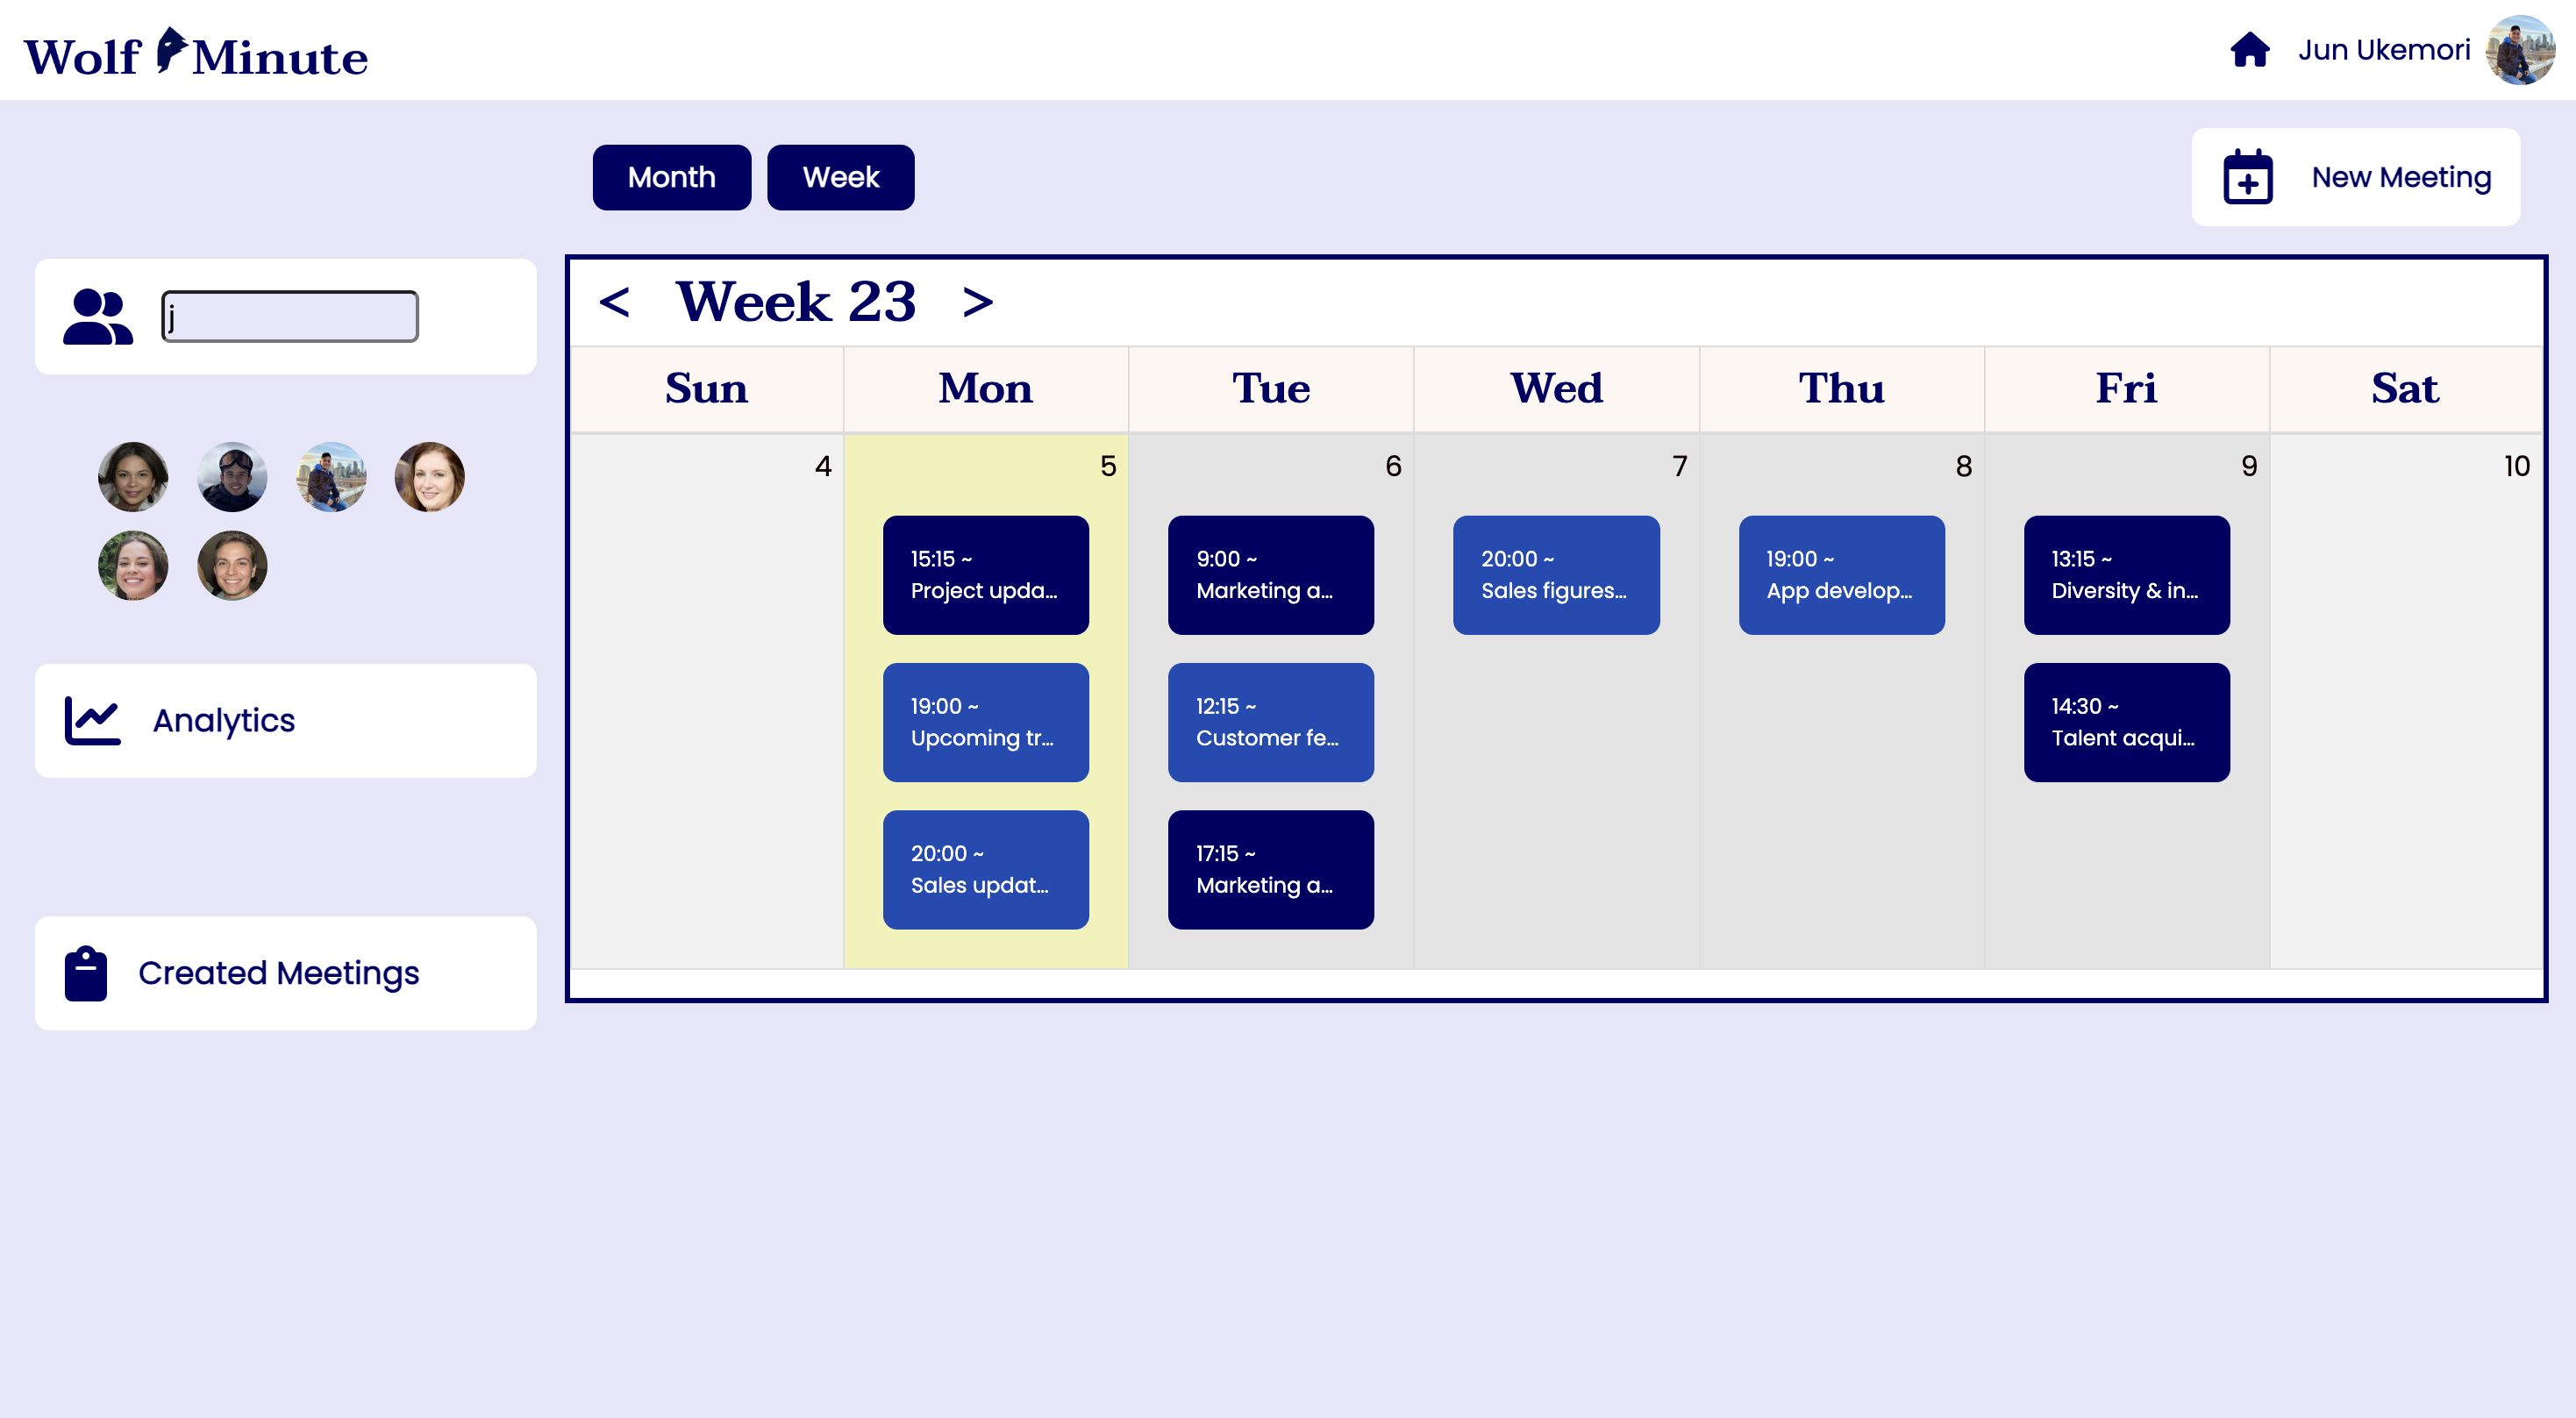 Wolf Minute
Jun Ukemori
Month
Week
New Meeting
j
Analytics
Created Meetings
< Week 23 >
Sun Mon Tue Wed Thu Fri Sat
4
5
15:15 ~
Project upda...
19:00 ~
Upcoming tr...
20:00 ~
Sales updat...
6
9:00 ~
Marketing a...
12:15 ~
Customer fe...
17:15 ~
Marketing a...
7
20:00 ~
Sales figures...
8
19:00 ~
App develop...
9
13:15 ~
Diversity & in...
14:30 ~
Talent acqui...
10